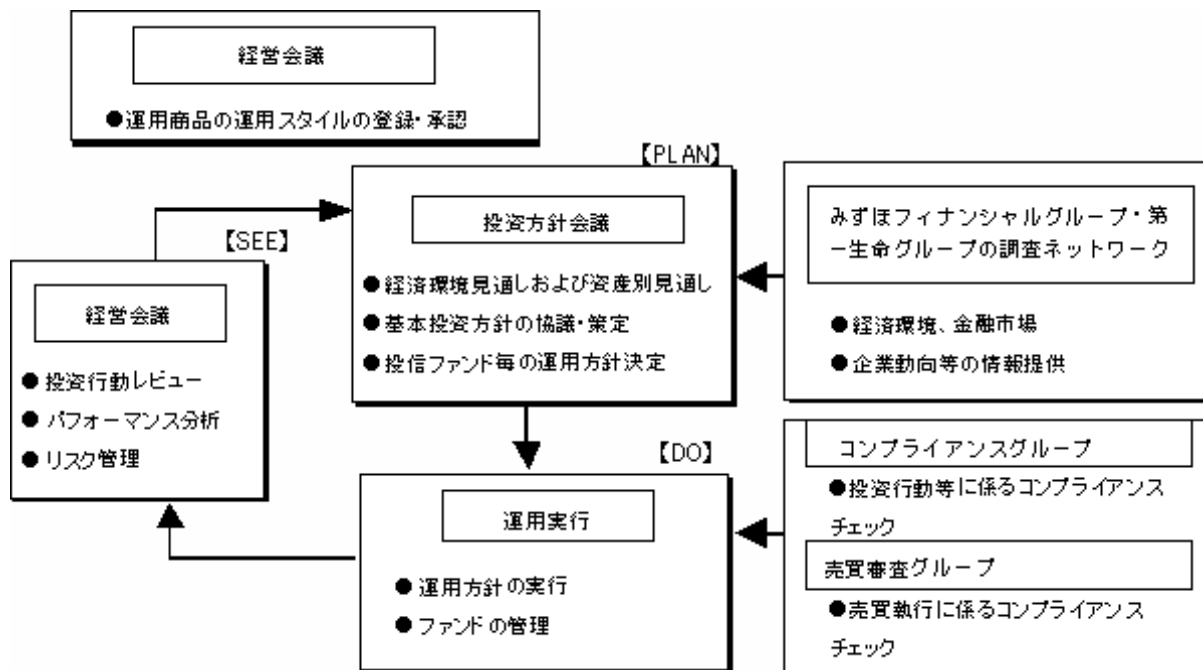 経営会議
●運用商品の運用スタイルの登録・承認
【PLAN】
投資方針会議
●経済環境見通しおよび資産別見通し
●基本投資方針の協議・策定
●投信ファンド毎の運用方針決定
みずほフィナンシャルグループ・第
一生命グループの調査ネットワーク
●経済環境、金融市場
●企業動向等の情報提供
【SEE】
経営会議
●投資行動レビュー
●パフォーマンス分析
●リスク管理
【DO】
運用実行
●運用方針の実行
●ファンドの管理
コンプライアンスグループ
●投資行動等に係るコンプライアンス
チェック
売買審査グループ
●売買執行に係るコンプライアンス
チェック